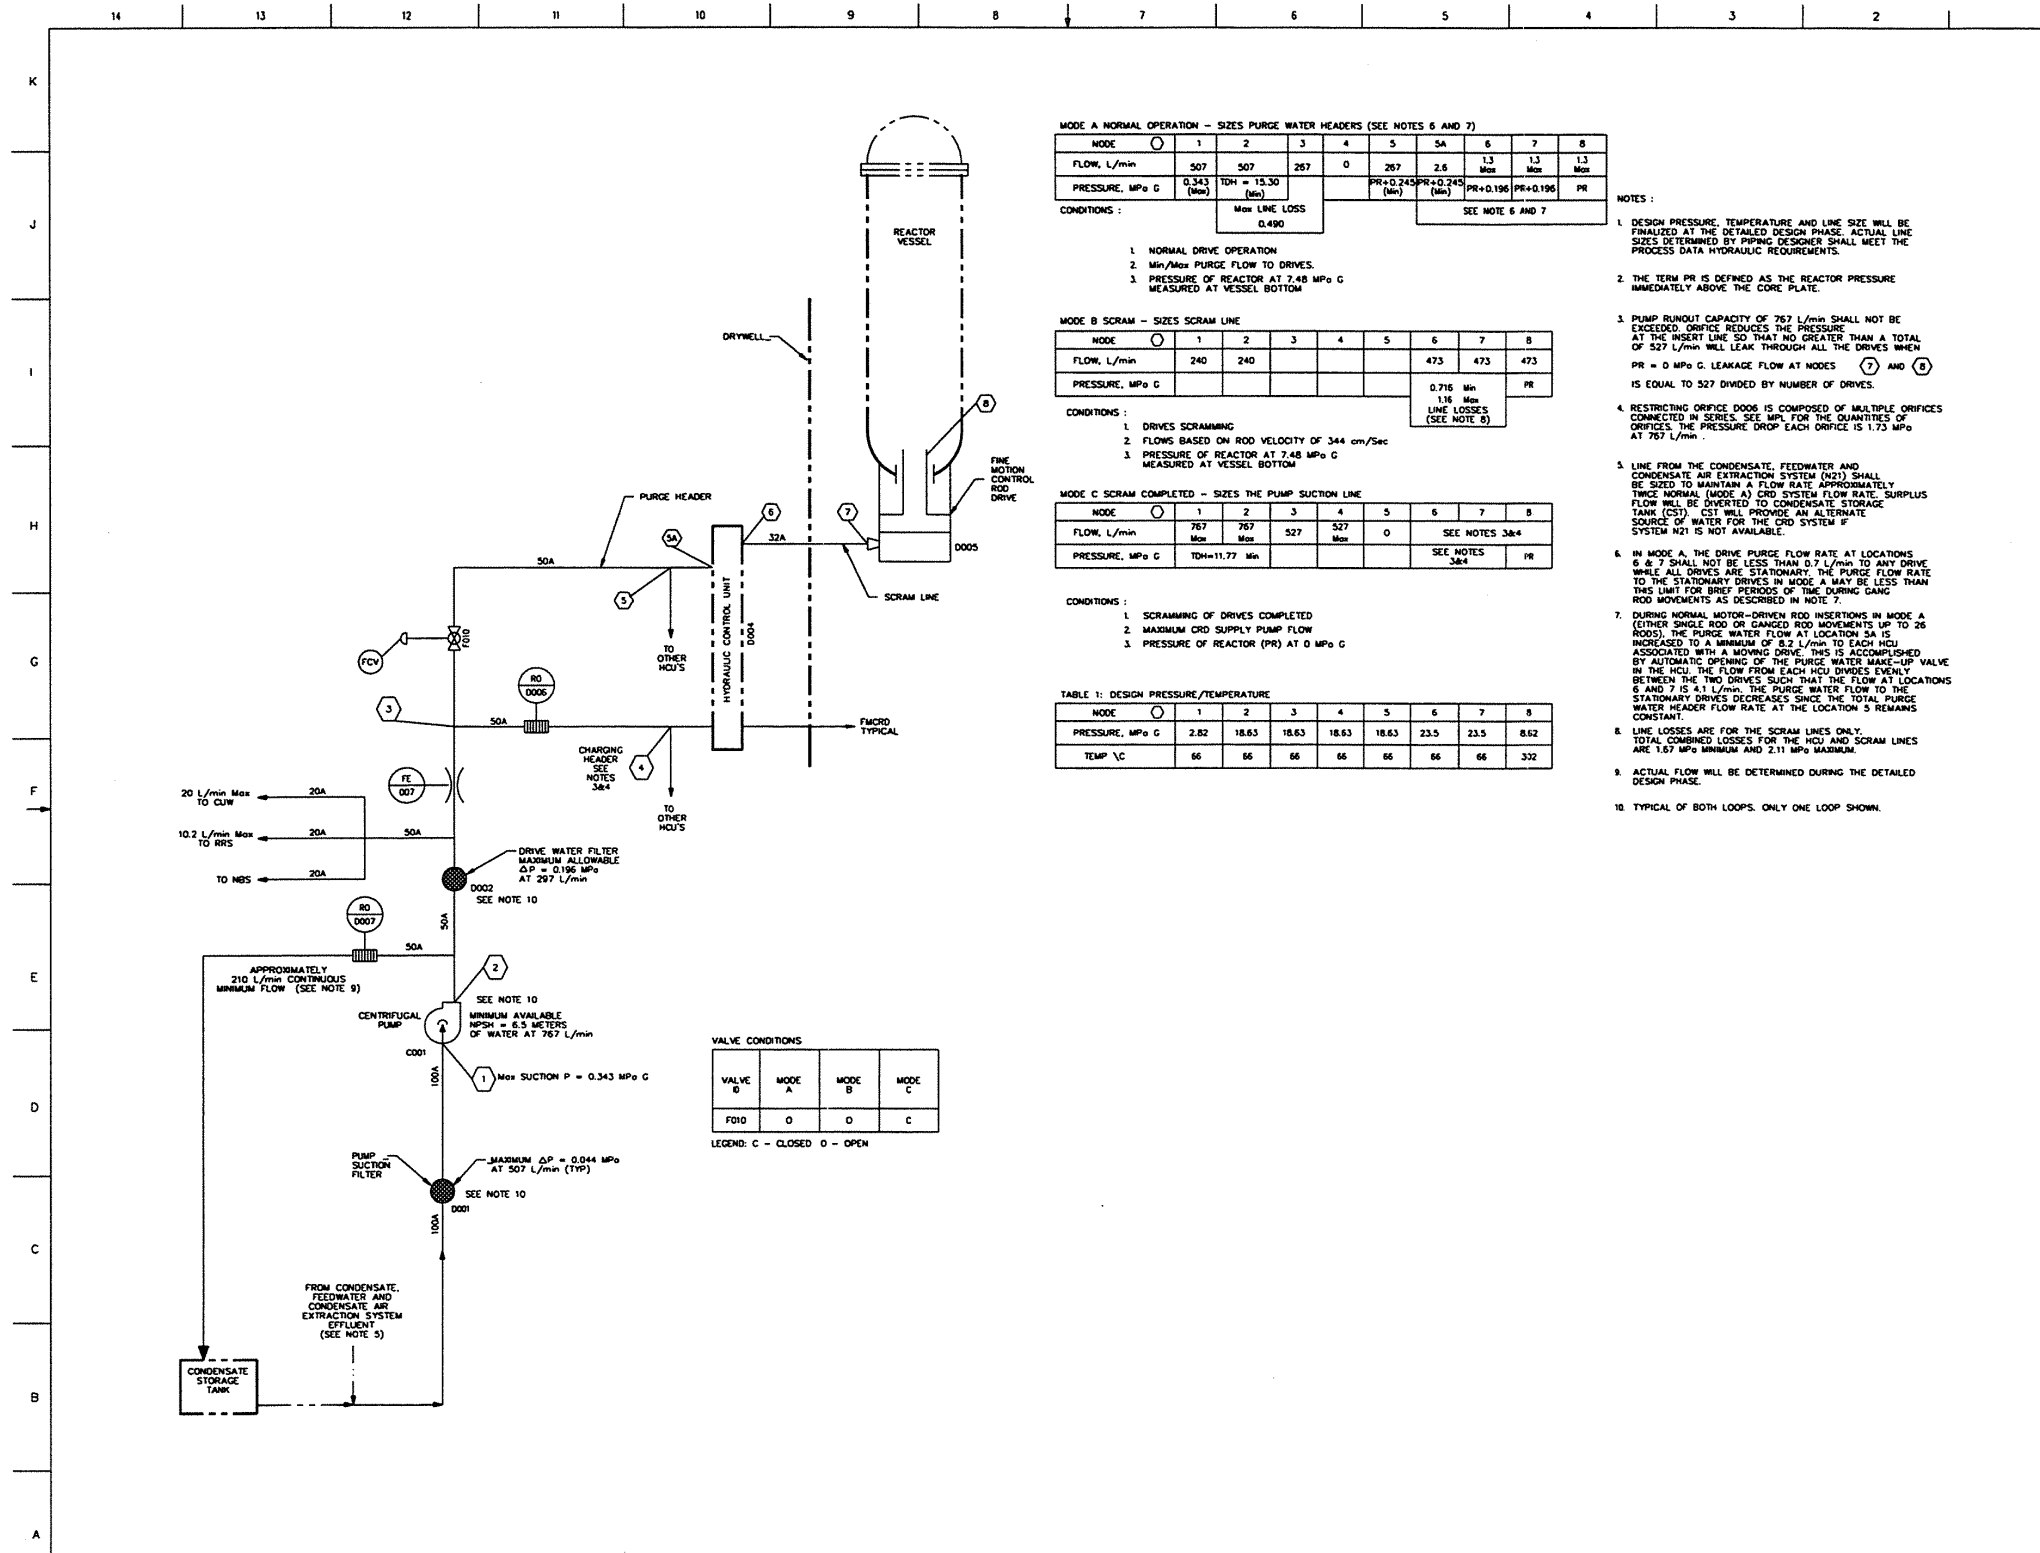 14 13 12 11 10 9 8 7 6 5 4 3 2
K
J
I
H
G
F
E
D
C
B
A
REACTOR
VESSEL
DRYWELL
8
FINE
MOTION
CONTROL
ROD
DRIVE
PURGE HEADER
6
7
32A
D005
5A
50A
5
SCRAM LINE
HYDRAULIC CONTROL UNIT
D004
F010
FCV
TO
OTHER
HCU'S
RO
D006
3
50A
FMCRD
TYPICAL
CHARGING
HEADER
SEE
NOTES
3&4
4
TO
OTHER
HCU'S
FE
007
20 L/min Max
TO CUW
20A
10.2 L/min Max
TO RRS
20A
50A
TO NBS
20A
DRIVE WATER FILTER
MAXIMUM ALLOWABLE
△P = 0.196 MPa
AT 297 L/min
D002
SEE NOTE 10
50A
RO
D007
50A
APPROXIMATELY
210 L/min CONTINUOUS
MINIMUM FLOW (SEE NOTE 9)
2
SEE NOTE 10
CENTRIFUGAL
PUMP
MINIMUM AVAILABLE
NPSH = 6.5 METERS
OF WATER AT 767 L/min
C001
100A
1
Max SUCTION P = 0.343 MPa G
PUMP
SUCTION
FILTER
MAXIMUM △P = 0.044 MPa
AT 507 L/min (TYP)
SEE NOTE 10
D001
100A
FROM CONDENSATE,
FEEDWATER AND
CONDENSATE AIR
EXTRACTION SYSTEM
EFFLUENT
(SEE NOTE 5)
CONDENSATE
STORAGE
TANK
MODE A NORMAL OPERATION - SIZES PURGE WATER HEADERS (SEE NOTES 6 AND 7)
NODE 1 2 3 4 5 5A 6 7 8
FLOW, L/min 507 507 267 0 267 2.6 1.3 Max 1.3 Max 1.3 Max
PRESSURE, MPa G 0.343 (Max) TDH = 15.30 (Min) PR+0.245 (Min) PR+0.245 (Min) PR+0.196 PR+0.196 PR
Max LINE LOSS
0.490
SEE NOTE 6 AND 7
CONDITIONS :
1. NORMAL DRIVE OPERATION
2. Min/Max PURGE FLOW TO DRIVES.
3. PRESSURE OF REACTOR AT 7.48 MPa G
MEASURED AT VESSEL BOTTOM
MODE B SCRAM - SIZES SCRAM LINE
NODE 1 2 3 4 4 5 6 7 8
FLOW, L/min 240 240 473 473 473
PRESSURE, MPa G 0.716 Min PR
1.16 Max
LINE LOSSES
(SEE NOTE 8)
CONDITIONS :
1. DRIVES SCRAMMING
2. FLOWS BASED ON ROD VELOCITY OF 344 cm/Sec
3. PRESSURE OF REACTOR AT 7.48 MPa G
MEASURED AT VESSEL BOTTOM
MODE C SCRAM COMPLETED - SIZES THE PUMP SUCTION LINE
NODE 1 2 3 4 5 6 7 8
FLOW, L/min 767 Max 767 Max 527 527 Max 0 SEE NOTES 3&4
PRESSURE, MPa G TDH=11.77 Min SEE NOTES 3&4 PR
CONDITIONS :
1. SCRAMMING OF DRIVES COMPLETED
2. MAXIMUM CRD SUPPLY PUMP FLOW
3. PRESSURE OF REACTOR (PR) AT 0 MPa G
TABLE 1: DESIGN PRESSURE/TEMPERATURE
NODE 1 2 3 4 5 6 7 8
PRESSURE, MPa G 2.82 18.63 18.63 18.63 18.63 23.5 23.5 8.62
TEMP \C 66 66 66 66 66 66 66 332
VALVE CONDITIONS
VALVE ID MODE A MODE B MODE C
F010 O O C
LEGEND: C - CLOSED O - OPEN
NOTES :
1. DESIGN PRESSURE, TEMPERATURE AND LINE SIZE WILL BE
FINALIZED AT THE DETAILED DESIGN PHASE. ACTUAL LINE
SIZES DETERMINED BY PIPING DESIGNER SHALL MEET THE
PROCESS DATA HYDRAULIC REQUIREMENTS.
2. THE TERM PR IS DEFINED AS THE REACTOR PRESSURE
IMMEDIATELY ABOVE THE CORE PLATE.
3. PUMP RUNOUT CAPACITY OF 767 L/min SHALL NOT BE
EXCEEDED. ORIFICE REDUCES THE PRESSURE
AT THE INSERT LINE SO THAT NO GREATER THAN A TOTAL
OF 527 L/min WILL LEAK THROUGH ALL THE DRIVES WHEN
PR = 0 MPa G. LEAKAGE FLOW AT NODES 7 AND 8
IS EQUAL TO 527 DIVIDED BY NUMBER OF DRIVES.
4. RESTRICTING ORIFICE D006 IS COMPOSED OF MULTIPLE ORIFICES
CONNECTED IN SERIES. SEE MPL FOR THE QUANTITIES OF
ORIFICES. THE PRESSURE DROP EACH ORIFICE IS 1.73 MPa
AT 767 L/min .
5. LINE FROM THE CONDENSATE, FEEDWATER AND
CONDENSATE AIR EXTRACTION SYSTEM (N21) SHALL
BE SIZED TO MAINTAIN A FLOW RATE APPROXIMATELY
TWICE NORMAL (MODE A) CRD SYSTEM FLOW RATE. SURPLUS
FLOW WILL BE DIVERTED TO CONDENSATE STORAGE
TANK (CST). CST WILL PROVIDE AN ALTERNATE
SOURCE OF WATER FOR THE CRD SYSTEM IF
SYSTEM N21 IS NOT AVAILABLE.
6. IN MODE A, THE DRIVE PURGE FLOW RATE AT LOCATIONS
6 & 7 SHALL NOT BE LESS THAN 0.7 L/min TO ANY DRIVE
WHILE ALL DRIVES ARE STATIONARY. THE PURGE FLOW RATE
TO THE STATIONARY DRIVES IN MODE A MAY BE LESS THAN
THIS LIMIT FOR BRIEF PERIODS OF TIME DURING GANG
ROD MOVEMENTS AS DESCRIBED IN NOTE 7.
7. DURING NORMAL MOTOR-DRIVEN ROD INSERTIONS IN MODE A
(EITHER SINGLE ROD OR GANGED ROD MOVEMENTS UP TO 26
RODS), THE PURGE WATER FLOW AT LOCATION 5A IS
INCREASED TO A MINIMUM OF 8.2 L/min TO EACH HCU
ASSOCIATED WITH A MOVING DRIVE. THIS IS ACCOMPLISHED
BY AUTOMATIC OPENING OF THE PURGE WATER MAKE-UP VALVE
IN THE HCU. THE FLOW FROM EACH HCU DIVIDES EVENLY
BETWEEN THE TWO DRIVES SUCH THAT THE FLOW AT LOCATIONS
6 AND 7 IS 4.1 L/min. THE PURGE WATER FLOW TO THE
STATIONARY DRIVES DECREASES SINCE THE TOTAL PURGE
WATER HEADER FLOW RATE AT THE LOCATION 5 REMAINS
CONSTANT.
8. LINE LOSSES ARE FOR THE SCRAM LINES ONLY.
TOTAL COMBINED LOSSES FOR THE HCU AND SCRAM LINES
ARE 1.67 MPa MINIMUM AND 2.11 MPa MAXIMUM.
9. ACTUAL FLOW WILL BE DETERMINED DURING THE DETAILED
DESIGN PHASE.
10. TYPICAL OF BOTH LOOPS. ONLY ONE LOOP SHOWN.